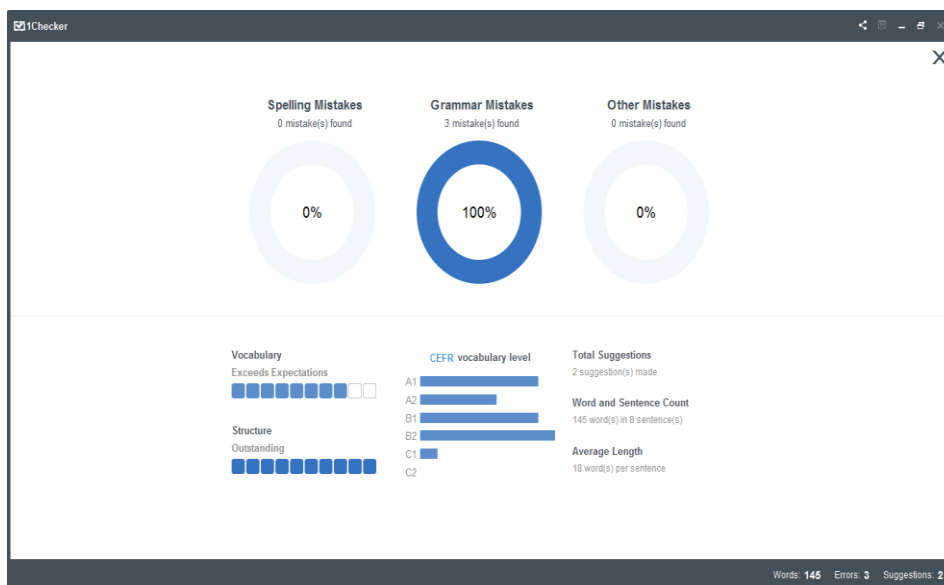 1Checker
Spelling Mistakes
0 mistake(s) found
0%
Grammar Mistakes
3 mistake(s) found
100%
Other Mistakes
0 mistake(s) found
0%
Vocabulary
Exceeds Expectations
Structure
Outstanding
CEFR vocabulary level
A1
A2
B1
B2
C1
C2
Total Suggestions
2 suggestion(s) made
Word and Sentence Count
145 word(s) in 8 sentence(s)
Average Length
18 word(s) per sentence
Words: 145 Errors: 3 Suggestions: 2